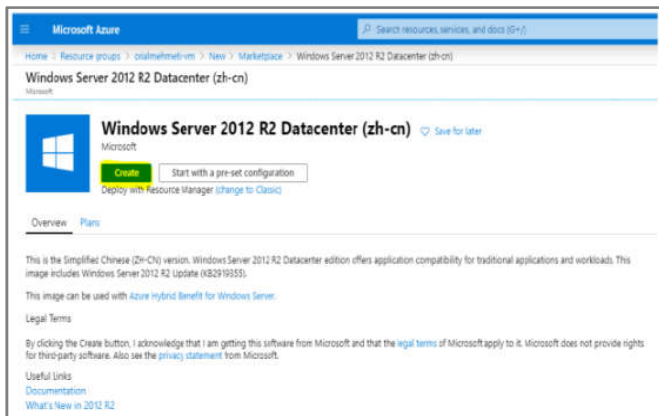 Microsoft Azure
Search resources, services, and docs (G+/)
Home > Resource groups > orialmehmeti-vm > New > Marketplace > Windows Server 2012 R2 Datacenter (zh-cn)
Windows Server 2012 R2 Datacenter (zh-cn)
Microsoft
Windows Server 2012 R2 Datacenter (zh-cn) Save for later
Microsoft
Create Start with a pre-set configuration
Deploy with Resource Manager (change to Classic)
Overview Plans
This is the Simplified Chinese (ZH-CN) version. Windows Server 2012 R2 Datacenter edition offers application compatibility for traditional applications and workloads. This
image includes Windows Server 2012 R2 Update (KB2919355).
This image can be used with Azure Hybrid Benefit for Windows Server.
Legal Terms
By clicking the Create button, I acknowledge that I am getting this software from Microsoft and that the legal terms of Microsoft apply to it. Microsoft does not provide rights
for third-party software. Also see the privacy statement from Microsoft.
Useful Links
Documentation
What's New in 2012 R2